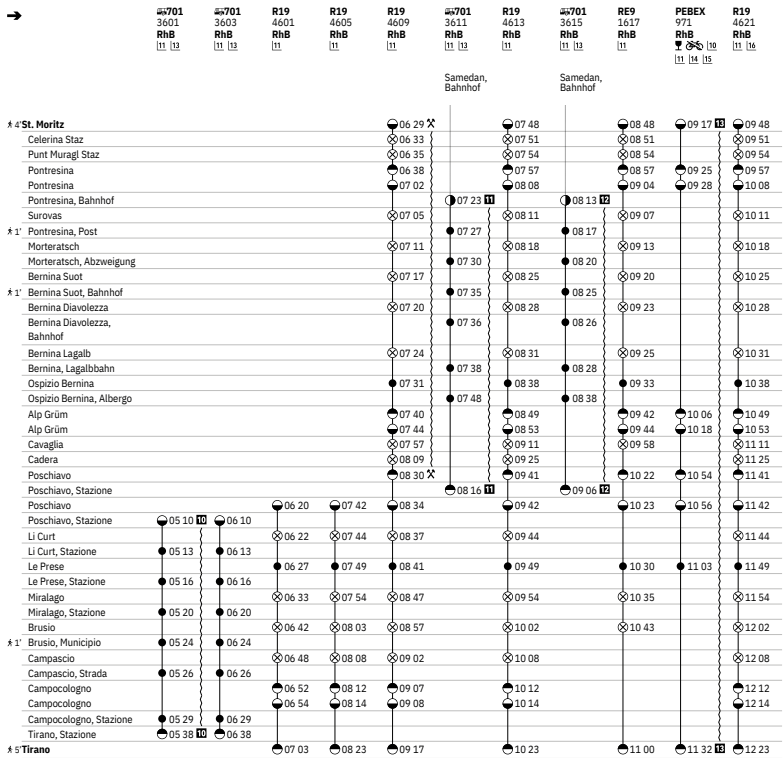 701 701 R19 R19 R19 701 R19 701 RE9 PEBEX R19
3601 3603 4601 4605 4609 3611 4613 3615 1617 971 4621
RhB RhB RhB RhB RhB RhB RhB RhB RhB RhB RhB
11 13 11 13 11 11 11 11 13 11 11 13 11 10 11 16
11 14 15
Samedan, Samedan,
Bahnhof Bahnhof
4' St. Moritz 06 29 07 48 08 48 09 17 13 09 48
Celerina Staz 06 33 07 51 08 51 09 51
Punt Muragl Staz 06 35 07 54 08 54 09 54
Pontresina 06 38 07 57 08 57 09 25 09 57
Pontresina 07 02 08 08 09 04 09 28 10 08
Pontresina, Bahnhof 07 23 11 08 13 12
Surovas 07 05 08 11 09 07 10 11
1' Pontresina, Post 07 27 08 17
Morteratsch 07 11 08 18 09 13 10 18
Morteratsch, Abzweigung 07 30 08 20
Bernina Suot 07 17 08 25 09 20 10 25
1' Bernina Suot, Bahnhof 07 35 08 25
Bernina Diavolezza 07 20 08 28 09 23 10 28
Bernina Diavolezza, 07 36 08 26
Bahnhof
Bernina Lagalb 07 24 08 31 09 25 10 31
Bernina, Lagalbbahn 07 38 08 28
Ospizio Bernina 07 31 08 38 09 33 10 38
Ospizio Bernina, Albergo 07 48 08 38
Alp Grüm 07 40 08 49 09 42 10 06 10 49
Alp Grüm 07 44 08 53 09 44 10 18 10 53
Cavaglia 07 57 09 11 09 58 11 11
Cadera 08 09 09 25 11 25
Poschiavo 08 30 09 41 10 22 10 54 11 41
Poschiavo, Stazione 08 16 11 09 06 12
Poschiavo 06 20 07 42 08 34 09 42 10 23 10 56 11 42
Poschiavo, Stazione 05 10 10 06 10
Li Curt 06 22 07 44 08 37 09 44 11 44
Li Curt, Stazione 05 13 06 13
Le Prese 06 27 07 49 08 41 09 49 10 30 11 03 11 49
Le Prese, Stazione 05 16 06 16
Miralago 06 33 07 54 08 47 09 54 10 35 11 54
Miralago, Stazione 05 20 06 20
Brusio 06 42 08 03 08 57 10 02 10 43 12 02
1' Brusio, Municipio 05 24 06 24
Campascio 06 48 08 08 09 02 10 08 12 08
Campascio, Strada 05 26 06 26
Campocologno 06 52 08 12 09 07 10 12 12 12
Campocologno 06 54 08 14 09 08 10 14 12 14
Campocologno, Stazione 05 29 06 29
Tirano, Stazione 05 38 10 06 38
5' Tirano 07 03 08 23 09 17 10 23 11 00 11 32 13 12 23